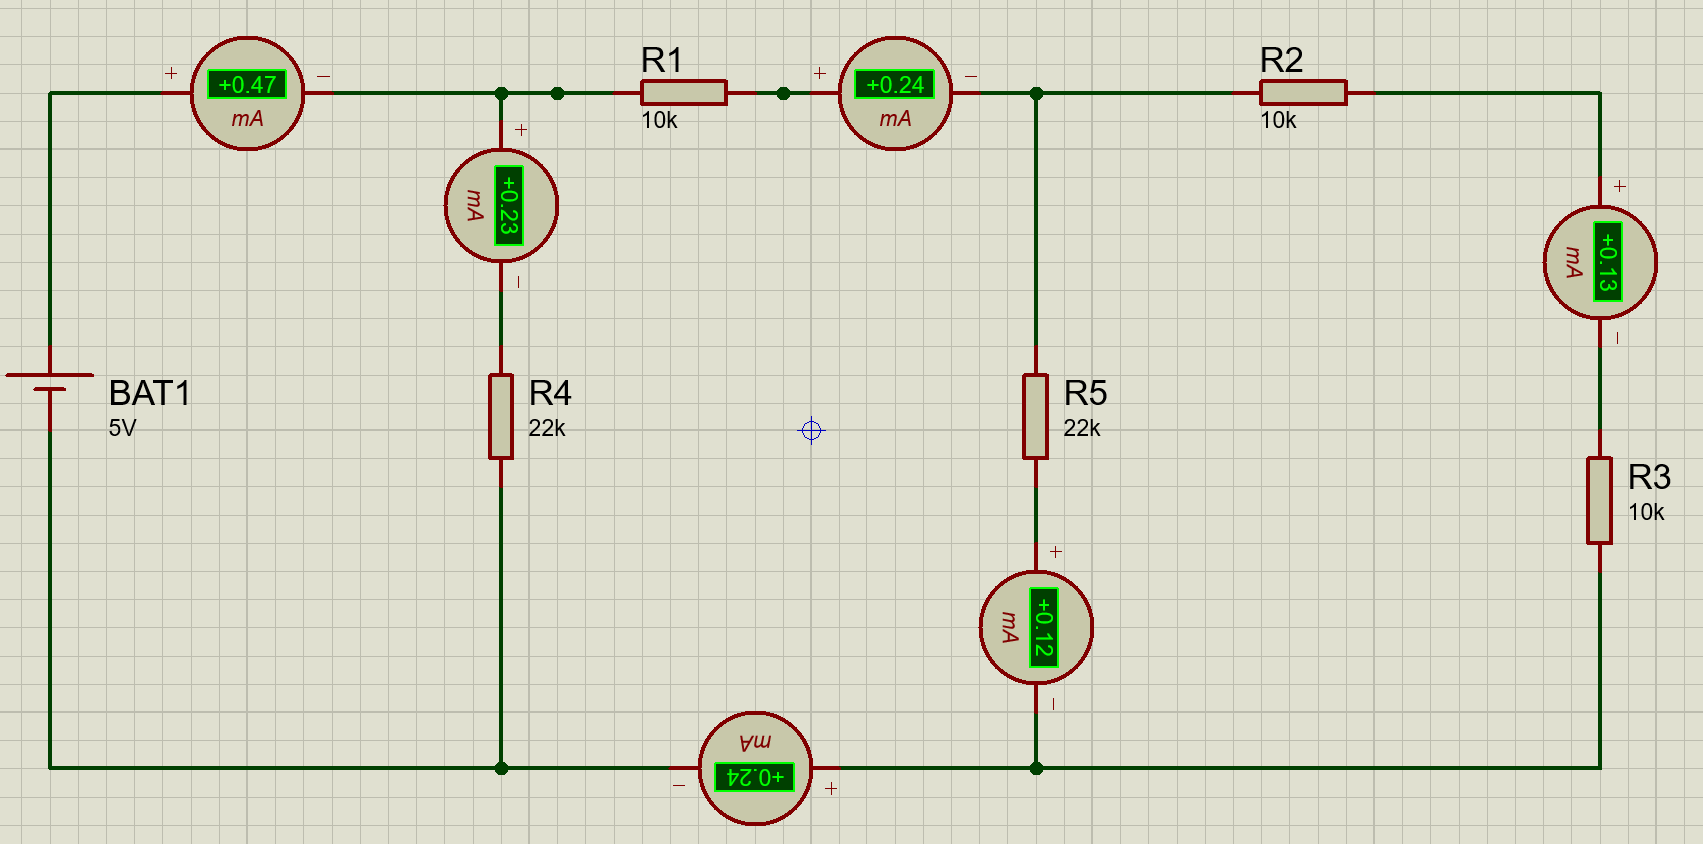 +0.47
mA
R1
10k
+0.24
mA
R2
10k
+0.23
mA
+0.13
mA
BAT1
5V
R4
22k
R5
22k
R3
10k
+0.12
mA
mA
+0.24